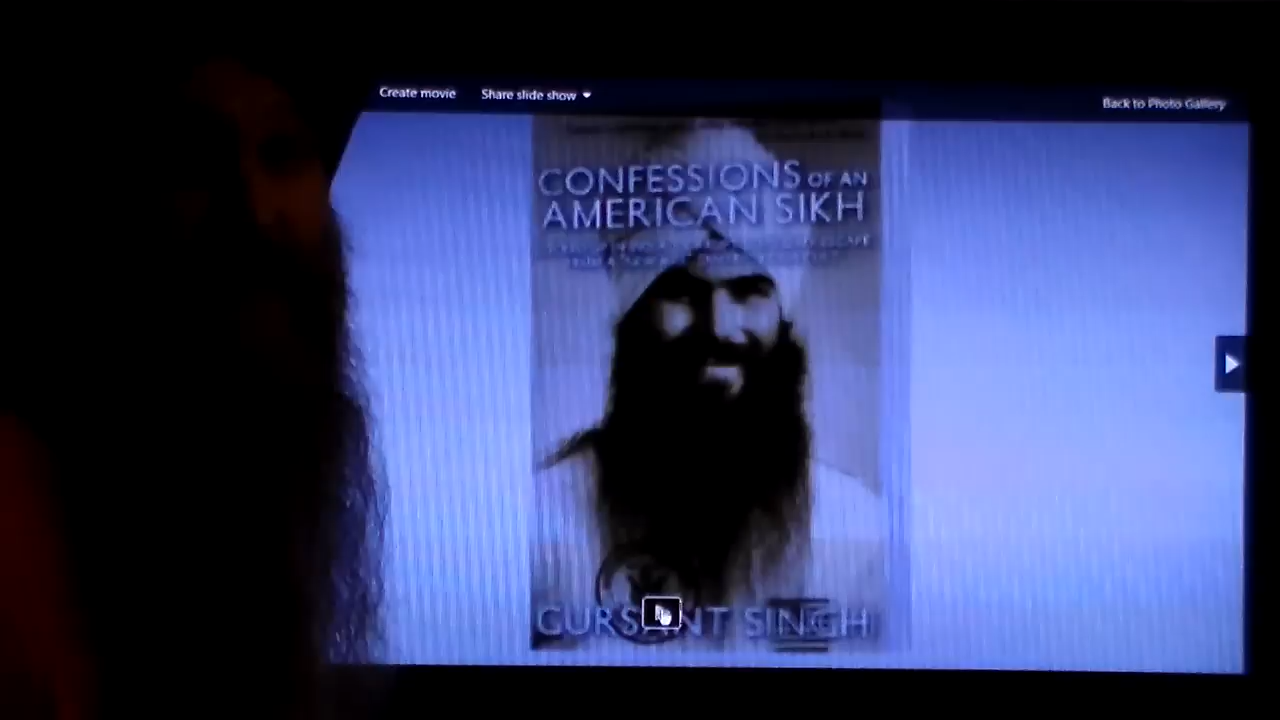 Create movie Share slide show
Back to Photo Gallery
CONFESSIONS OF AN
AMERICAN SIKH
GURSANT SINGH